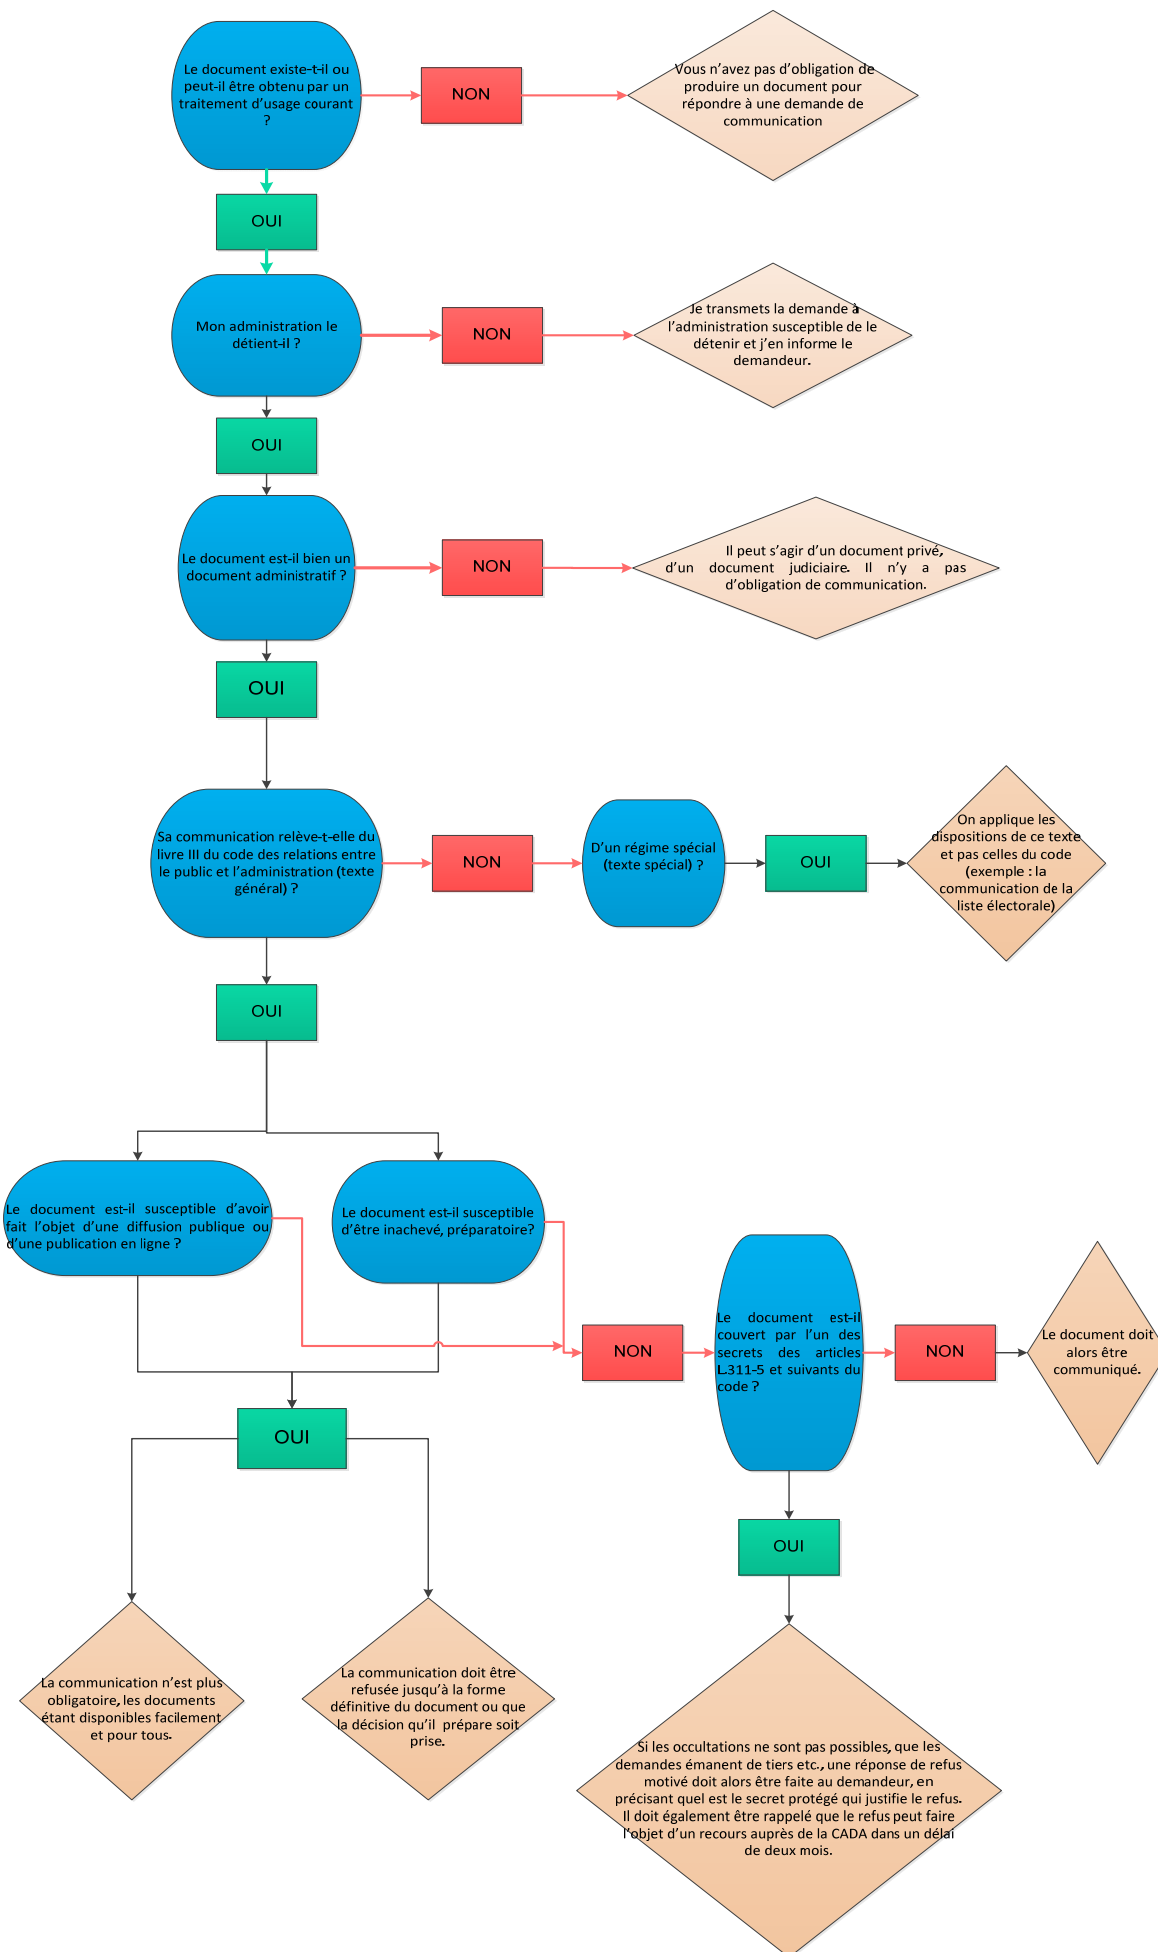 Le document existe-t-il ou
peut-il être obtenu par un
traitement d'usage courant
?
NON
Vous n'avez pas d'obligation de
produire un document pour
répondre à une demande de
communication
OUI
Mon administration le
détient-il ?
NON
Je transmets la demande à
l'administration susceptible de le
détenir et j'en informe le
demandeur.
OUI
Le document est-il bien un
document administratif ?
NON
Il peut s'agir d'un document privé,
d'un document judiciaire. Il n'y a pas
d'obligation de communication.
OUI
Sa communication relève-t-elle du
livre III du code des relations entre
le public et l'administration (texte
général) ?
NON
D'un régime spécial
(texte spécial) ?
OUI
On applique les
dispositions de ce texte
et pas celles du code
(exemple : la
communication de la
liste électorale)
OUI
Le document est-il susceptible d'avoir
fait l'objet d'une diffusion publique ou
d'une publication en ligne ?
Le document est-il susceptible
d'être inachevé, préparatoire?
NON
Le document est-il
couvert par l'un des
secrets des articles
L.311-5 et suivants du
code ?
NON
Le document doit
alors être
communiqué.
OUI
OUI
La communication n'est plus
obligatoire, les documents
étant disponibles facilement
et pour tous.
La communication doit être
refusée jusqu'à la forme
définitive du document ou que
la décision qu'il prépare soit
prise.
Si les occultations ne sont pas possibles, que les
demandes émanent de tiers etc., une réponse de refus
motivé doit alors être faite au demandeur, en
précisant quel est le secret protégé qui justifie le refus.
Il doit également être rappelé que le refus peut faire
l'objet d'un recours auprès de la CADA dans un délai
de deux mois.